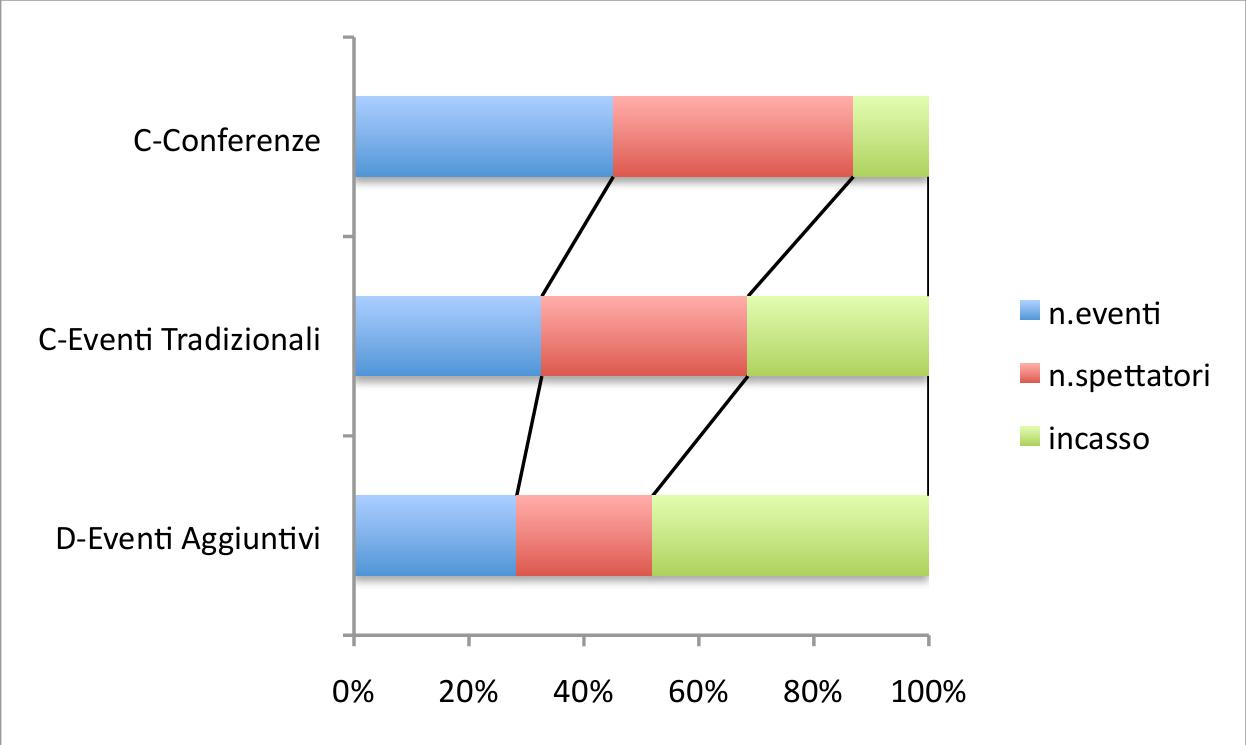 C-Conferenze
C-Eventi Tradizionali
D-Eventi Aggiuntivi
0% 20% 40% 60% 80% 100%
n.eventi
n.spettatori
incasso